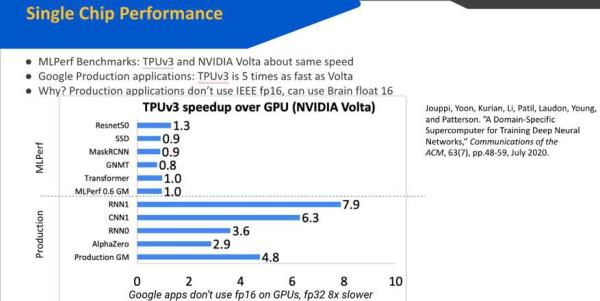 Single Chip Performance
• MLPerf Benchmarks: TPUv3 and NVIDIA Volta about same speed
• Google Production applications: TPUv3 is 5 times as fast as Volta
• Why? Production applications don't use IEEE fp16, can use Brain float 16
TPUv3 speedup over GPU (NVIDIA Volta)
MLPerf
Resnet50 1.3
SSD 0.9
MaskRCNN 0.9
GNMT 0.8
Transformer 1.0
MLPerf 0.6 GM 1.0
Production
RNN1 7.9
CNN1 6.3
RNN0 3.6
AlphaZero 2.9
Production GM 4.8
0 2 4 6 8 10
Google apps don't use fp16 on GPUs, fp32 8x slower
Jouppi, Yoon, Kurian, Li, Patil, Laudon, Young,
and Patterson. "A Domain-Specific
Supercomputer for Training Deep Neural
Networks," Communications of the
ACM, 63(7), pp.48-59, July 2020.